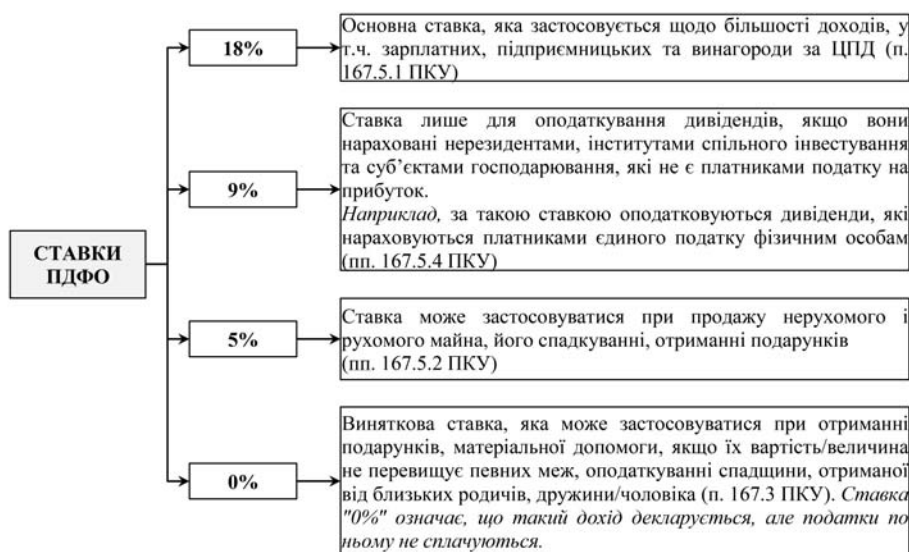 18%
Основна ставка, яка застосовується щодо більшості доходів, у
т.ч. зарплатних, підприємницьких та винагороди за ЦПД (п.
167.5.1 ПКУ)
9%
Ставка лише для оподаткування дивідендів, якщо вони
нараховані нерезидентами, інститутами спільного інвестування
та суб’єктами господарювання, які не є платниками податку на
прибуток.
Наприклад, за такою ставкою оподатковуються дивіденди, які
нараховуються платниками єдиного податку фізичним особам
(пп. 167.5.4 ПКУ)
СТАВКИ
ПДФО
5%
Ставка може застосовуватися при продажу нерухомого і
рухомого майна, його спадкуванні, отриманні подарунків
(пп. 167.5.2 ПКУ)
0%
Виняткова ставка, яка може застосовуватися при отриманні
подарунків, матеріальної допомоги, якщо їх вартість/величина
не перевищує певних меж, оподаткуванні спадщини, отриманої
від близьких родичів, дружини/чоловіка (п. 167.3 ПКУ). Ставка
"0%" означає, що такий дохід декларується, але податки по
ньому не сплачуються.